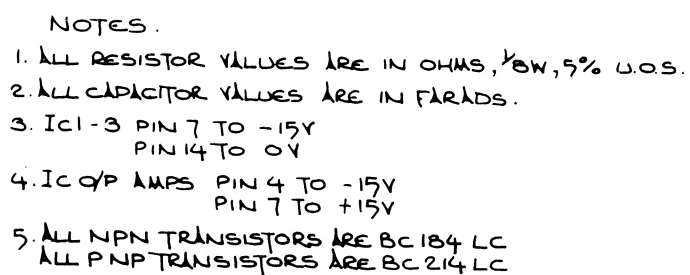 NOTES.
1. ALL RESISTOR VALUES ARE IN OHMS, 1/8W, 5% U.O.S.
2. ALL CAPACITOR VALUES ARE IN FARADS.
3. IC1-3 PIN 7 TO -15V
PIN 14 TO 0V
4. IC O/P AMPS PIN 4 TO -15V
PIN 7 TO +15V
5. ALL NPN TRANSISTORS ARE BC184 LC
ALL PNP TRANSISTORS ARE BC214 LC